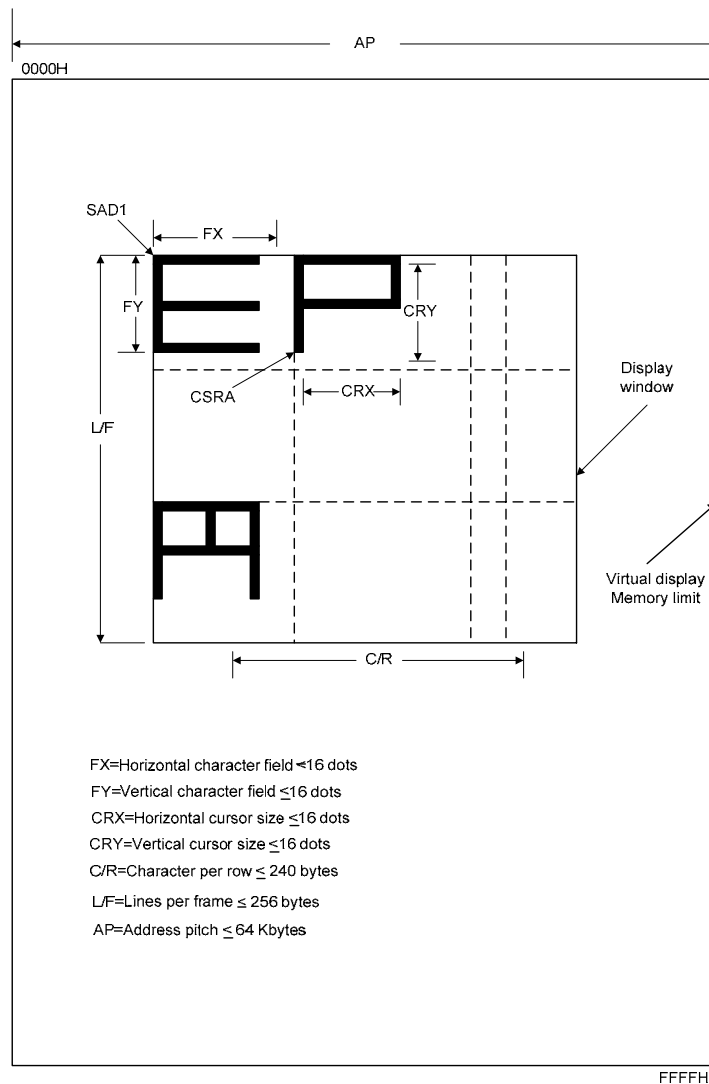 AP
0000H
SAD1
FX
FY
CRY
CSRA
CRX
Display
window
L/F
Virtual display
Memory limit
C/R
FX=Horizontal character field ≤16 dots
FY=Vertical character field ≤16 dots
CRX=Horizontal cursor size ≤16 dots
CRY=Vertical cursor size ≤16 dots
C/R=Character per row ≤ 240 bytes
L/F=Lines per frame ≤ 256 bytes
AP=Address pitch ≤ 64 Kbytes
FFFFH